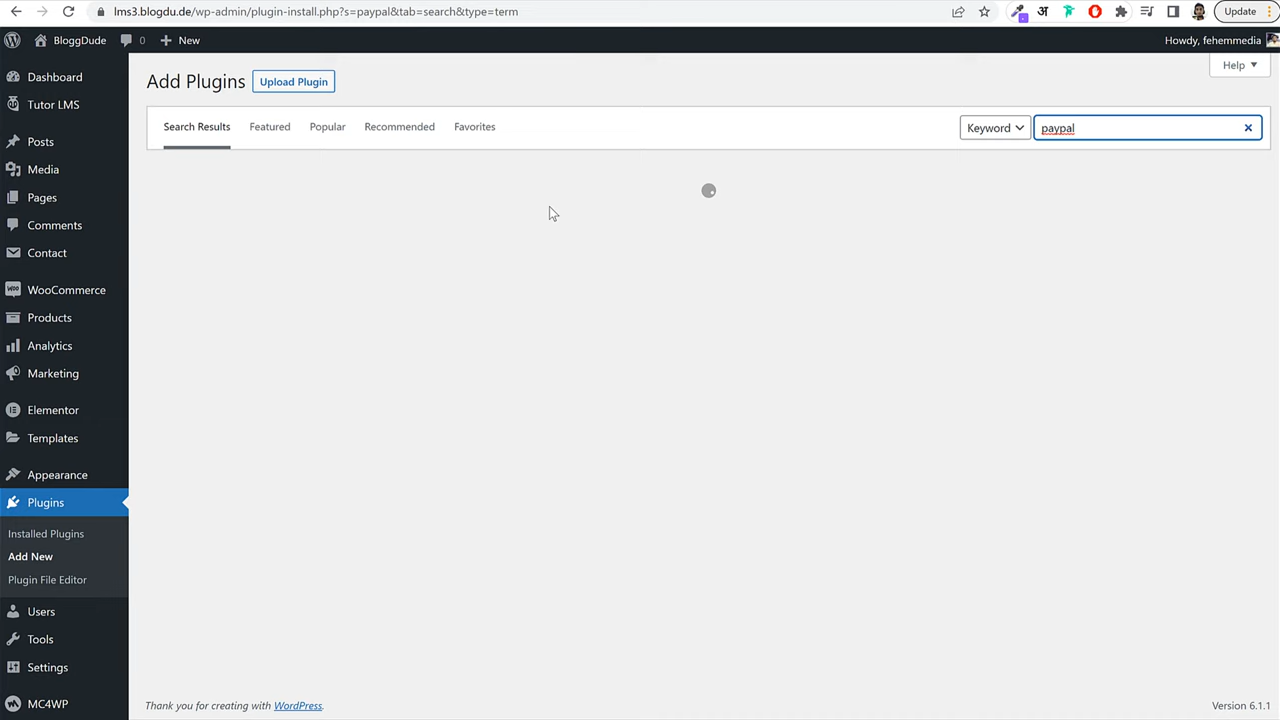 lms3.blogdu.de/wp-admin/plugin-install.php?s=paypal&tab=search&type=term
अ
Update
BloggDude
0
New
Howdy, fehemmedia
Dashboard
Tutor LMS
Posts
Media
Pages
Comments
Contact
WooCommerce
Products
Analytics
Marketing
Elementor
Templates
Appearance
Plugins
Installed Plugins
Add New
Plugin File Editor
Users
Tools
Settings
MC4WP
Help
Add Plugins
Upload Plugin
Search Results
Featured
Popular
Recommended
Favorites
Keyword
paypal
Thank you for creating with WordPress.
Version 6.1.1